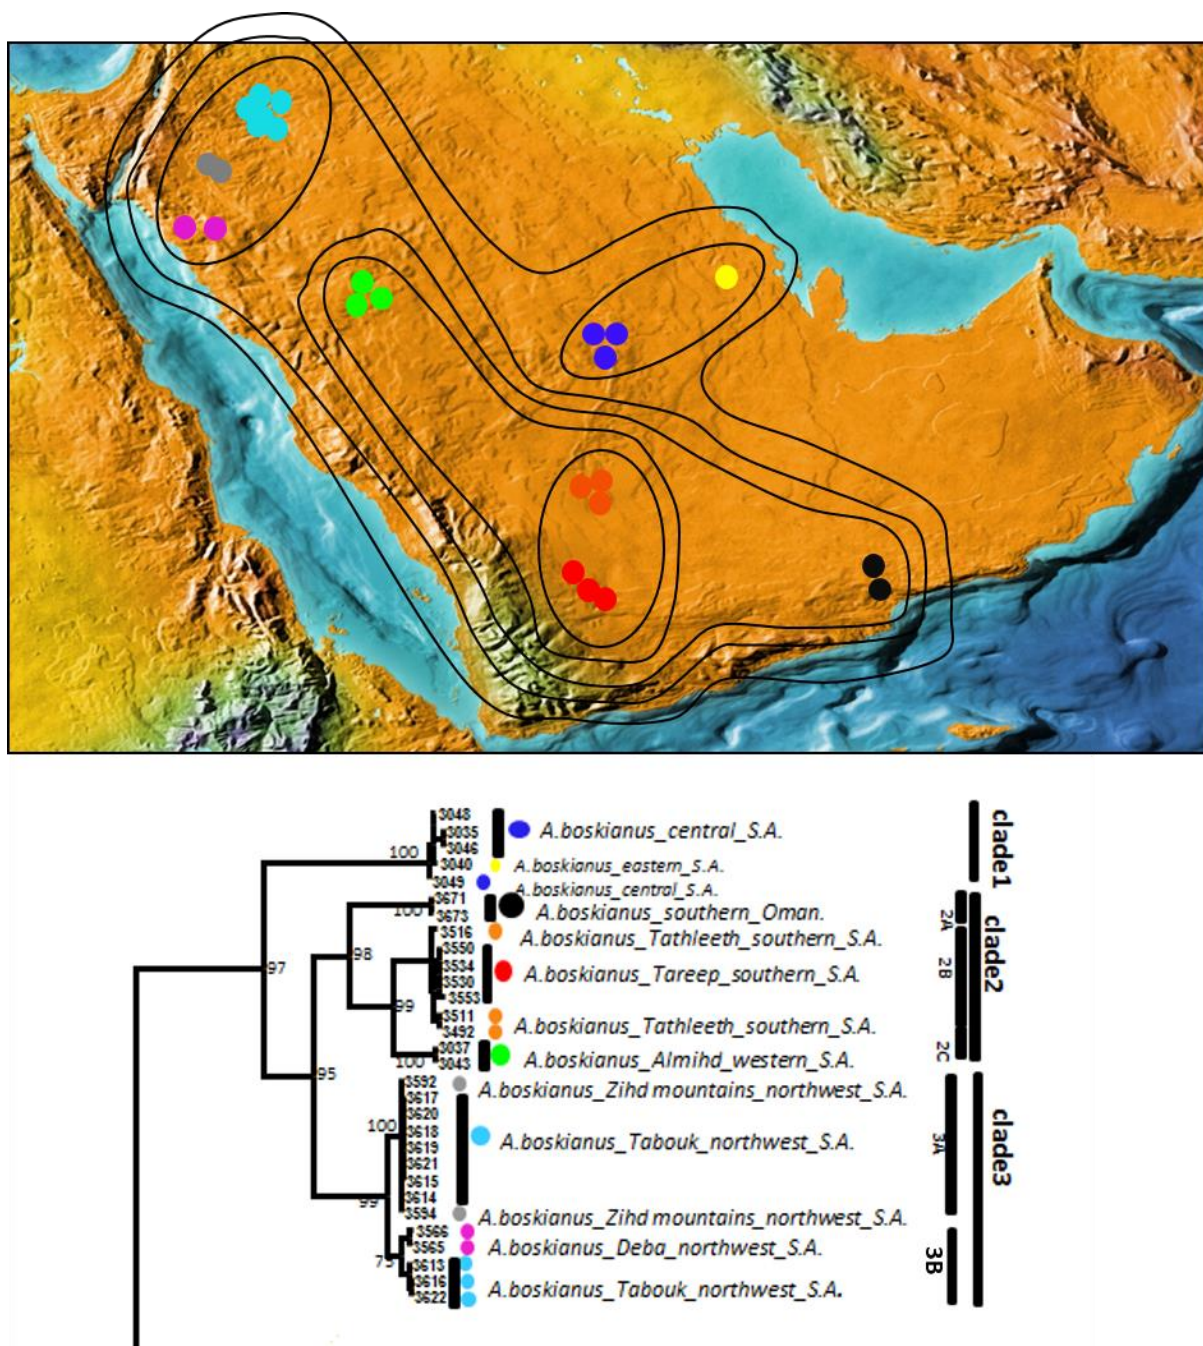 3048
3035
3046
3040
3049
3671
3673
3516
3550
3534
3530
3553
3511
3492
3037
3043
3592
3617
3620
3618
3619
3621
3615
3614
3594
3566
3565
3613
3616
3622
100
97
100
98
99
100
95
100
99
75
A.boskianus_central_S.A.
A.boskianus_eastern_S.A.
A.boskianus_central_S.A.
A.boskianus_southern_Oman.
A.boskianus_Tathleeth_southern_S.A.
A.boskianus_Tareep_southern_S.A.
A.boskianus_Tathleeth_southern_S.A.
A.boskianus_Almihd_western_S.A.
A.boskianus_Zihd mountains_northwest_S.A.
A.boskianus_Tabouk_northwest_S.A.
A.boskianus_Zihd mountains_northwest_S.A.
A.boskianus_Deba_northwest_S.A.
A.boskianus_Tabouk_northwest_S.A.
clade1
2A
2B
2C
clade2
3A
3B
clade3